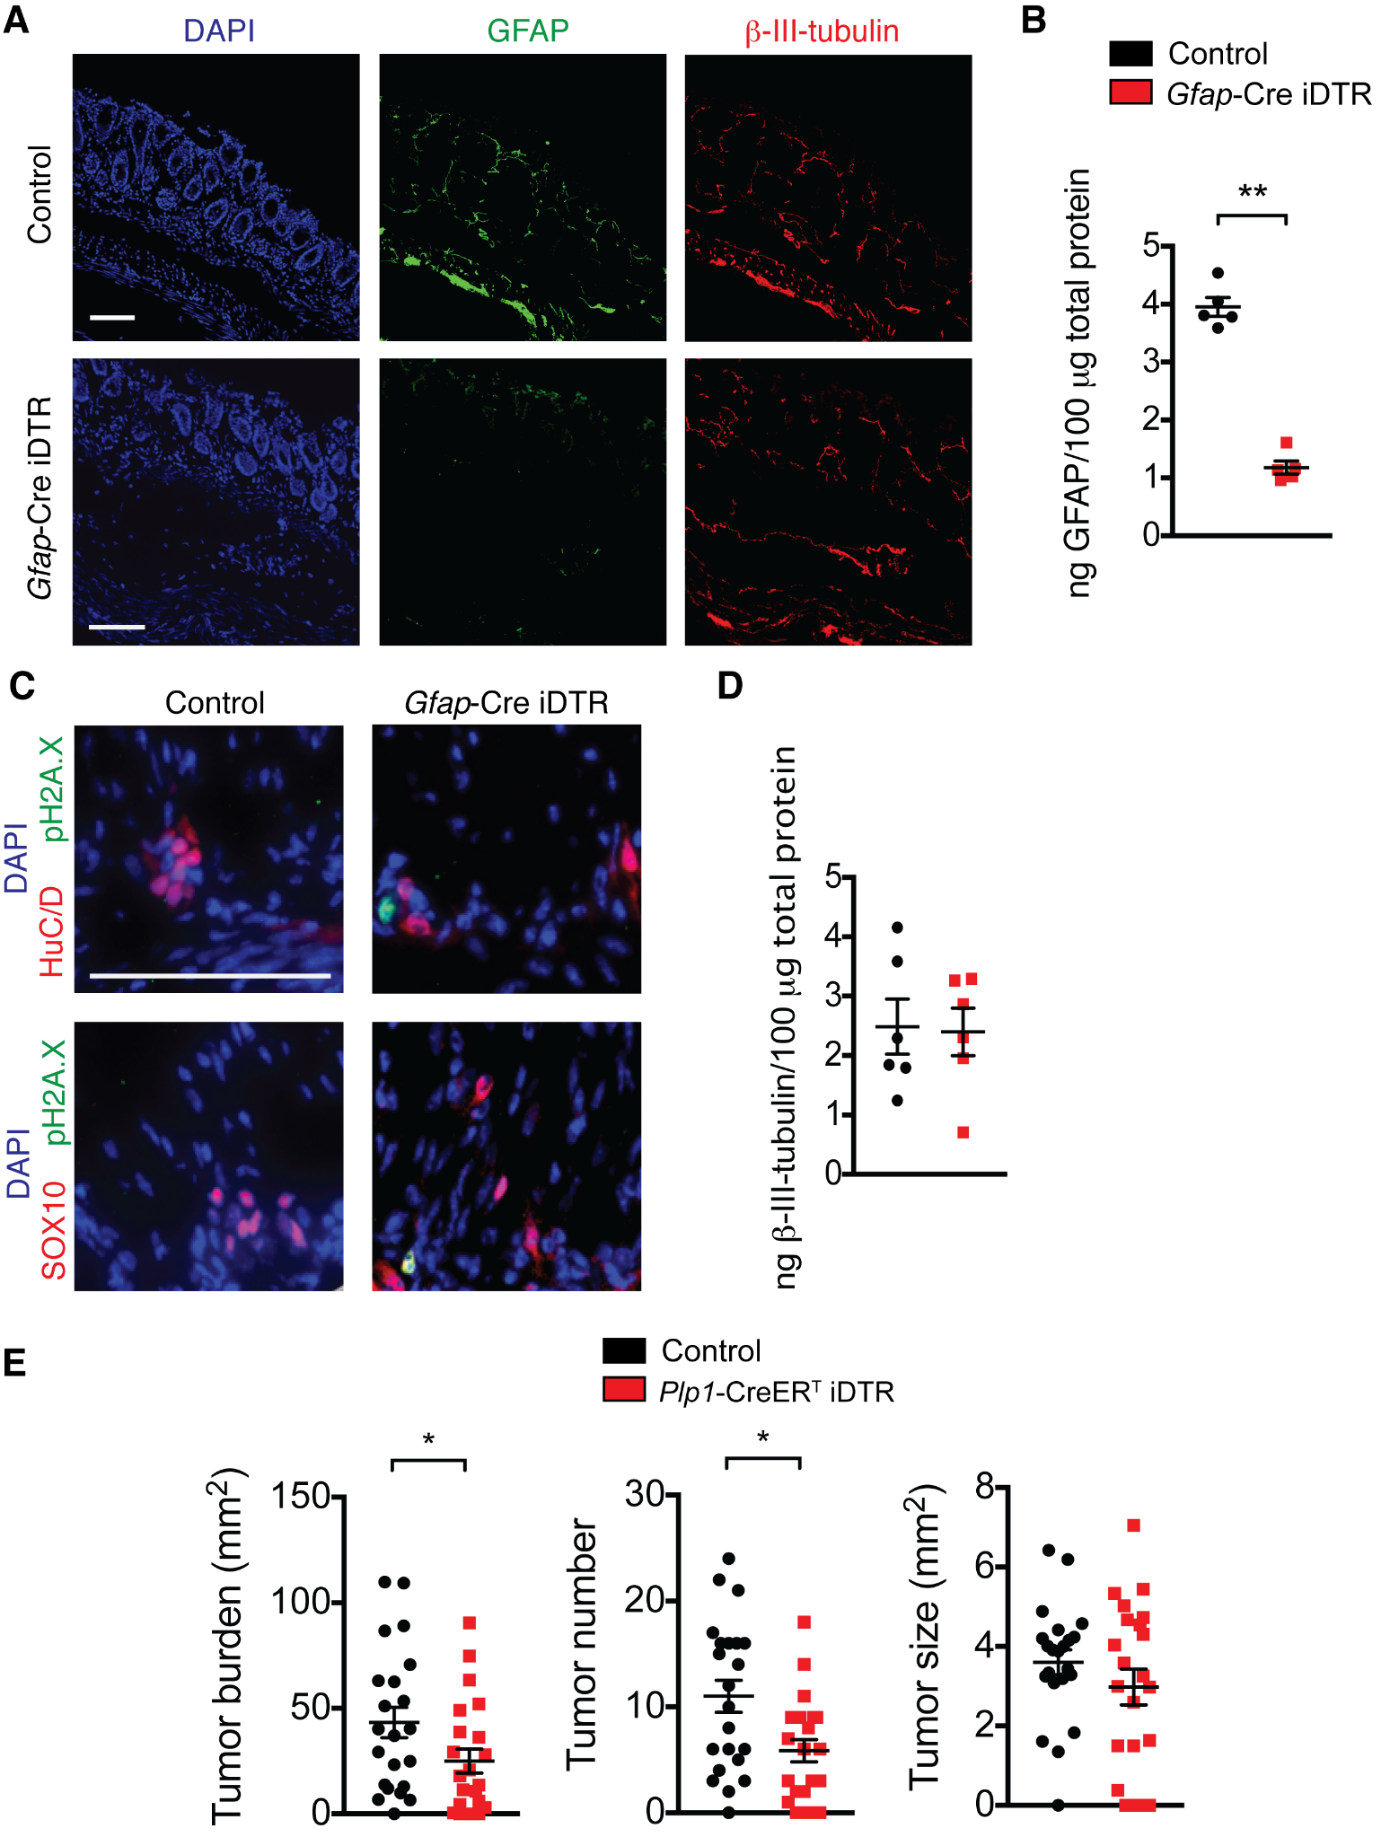 A
DAPI
GFAP
β-III-tubulin
Control
Gfap-Cre iDTR
B
Control
Gfap-Cre iDTR
**
ng GFAP/100 μg total protein
5
4
3
2
1
0
C
Control
Gfap-Cre iDTR
DAPI
HuC/D pH2A.X
DAPI
SOX10 pH2A.X
D
ng β-III-tubulin/100 μg total protein
5
4
3
2
1
0
E
Control
Plp1-CreERᵀ iDTR
*
Tumor burden (mm²)
150
100
50
0
*
Tumor number
30
20
10
0
Tumor size (mm²)
8
6
4
2
0